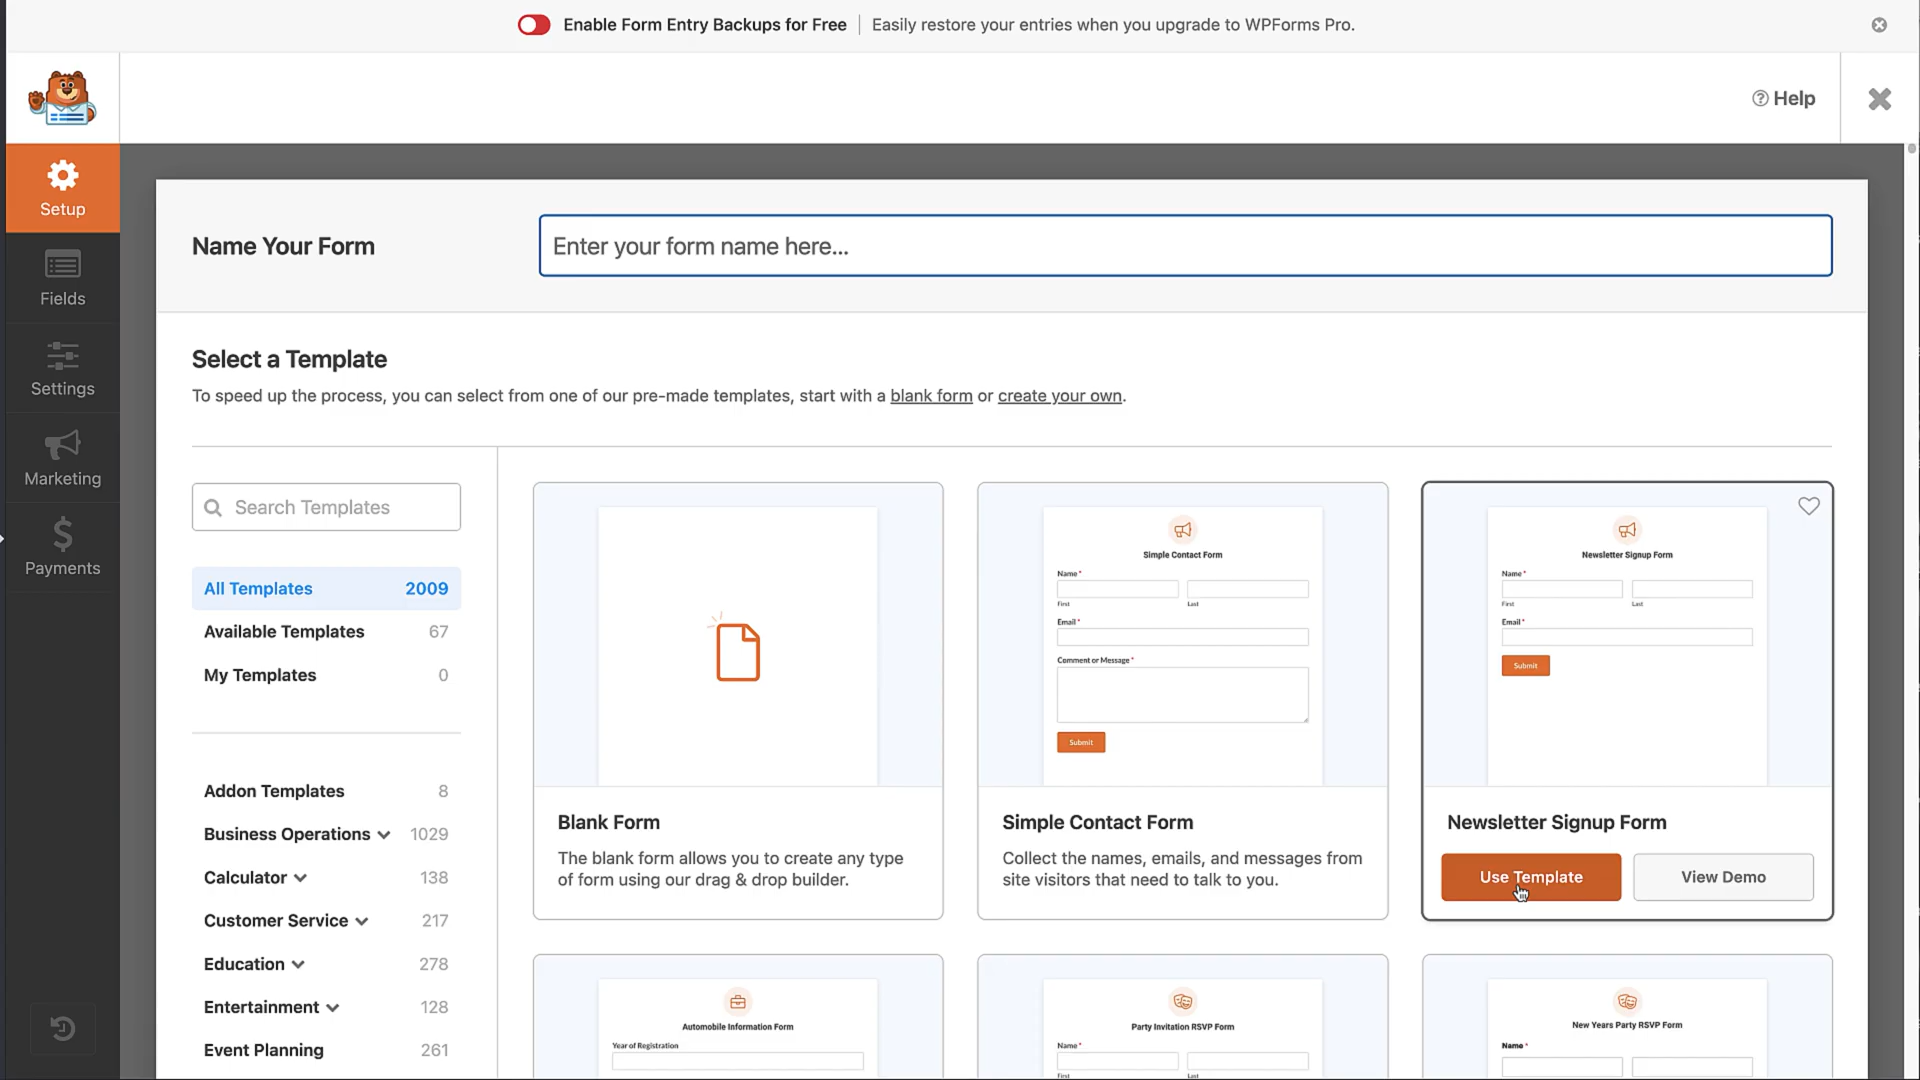 Enable Form Entry Backups for Free
Easily restore your entries when you upgrade to WPForms Pro.
Help
Setup
Fields
Settings
Marketing
Payments
Name Your Form
Enter your form name here...
Select a Template
To speed up the process, you can select from one of our pre-made templates, start with a blank form or create your own.
Search Templates
All Templates 2009
Available Templates 67
My Templates 0
Addon Templates 8
Business Operations 1029
Calculator 138
Customer Service 217
Education 278
Entertainment 128
Event Planning 261
Blank Form
The blank form allows you to create any type
of form using our drag & drop builder.
Simple Contact Form
Name *
First Last
Email *
Comment or Message *
Submit
Simple Contact Form
Collect the names, emails, and messages from
site visitors that need to talk to you.
Newsletter Signup Form
Name *
First Last
Email *
Submit
Newsletter Signup Form
Use Template
View Demo
Automobile Information Form
Year of Registration
Party Invitation RSVP Form
Name *
First Last
New Years Party RSVP Form
Name *